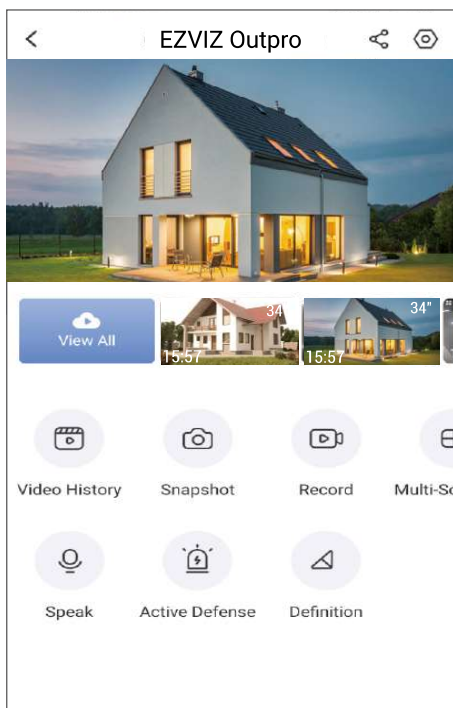 EZVIZ Outpro
View All
34"
15:57
34"
15:57
Video History
Snapshot
Record
Speak
Active Defense
Definition